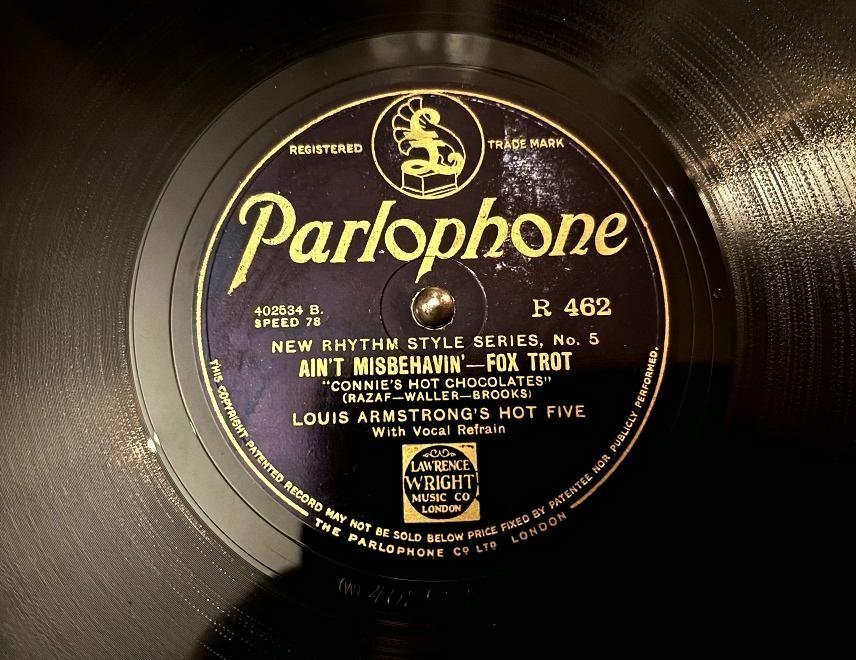 REGISTERED TRADE MARK
Parlophone
402534 B.
SPEED 78
R 462
NEW RHYTHM STYLE SERIES, No. 5
AIN'T MISBEHAVIN'—FOX TROT
"CONNIE'S HOT CHOCOLATES"
(RAZAF—WALLER—BROOKS)
LOUIS ARMSTRONG'S HOT FIVE
With Vocal Refrain
LAWRENCE
WRIGHT
MUSIC CO
LONDON
THIS COPYRIGHT PATENTED RECORD MAY NOT BE SOLD BELOW PRICE FIXED BY PATENTEE NOR PUBLICLY PERFORMED.
THE PARLOPHONE CO LTD LONDON